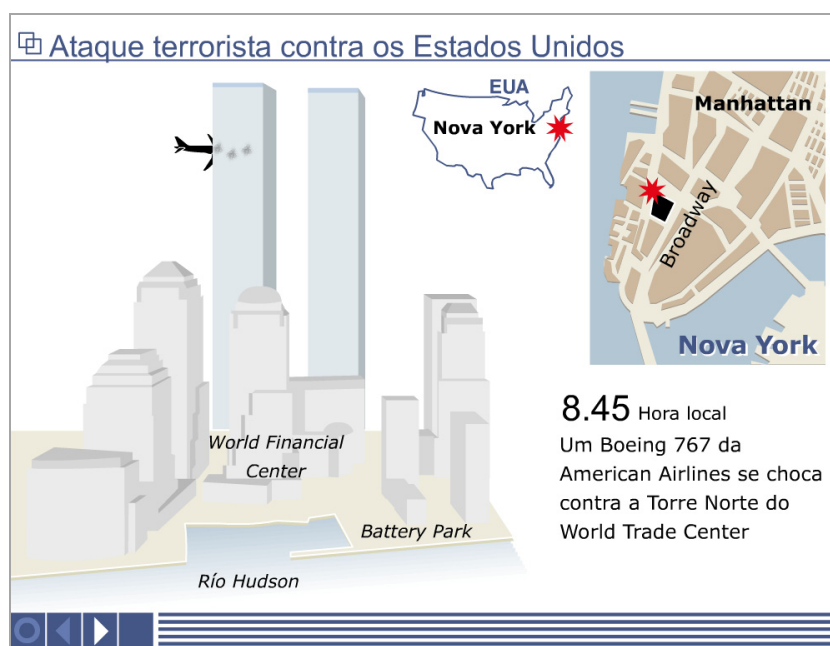 Ataque terrorista contra os Estados Unidos
EUA
Nova York
Manhattan
Broadway
Nova York
8.45 Hora local
Um Boeing 767 da
American Airlines se choca
contra a Torre Norte do
World Trade Center
World Financial
Center
Battery Park
Río Hudson